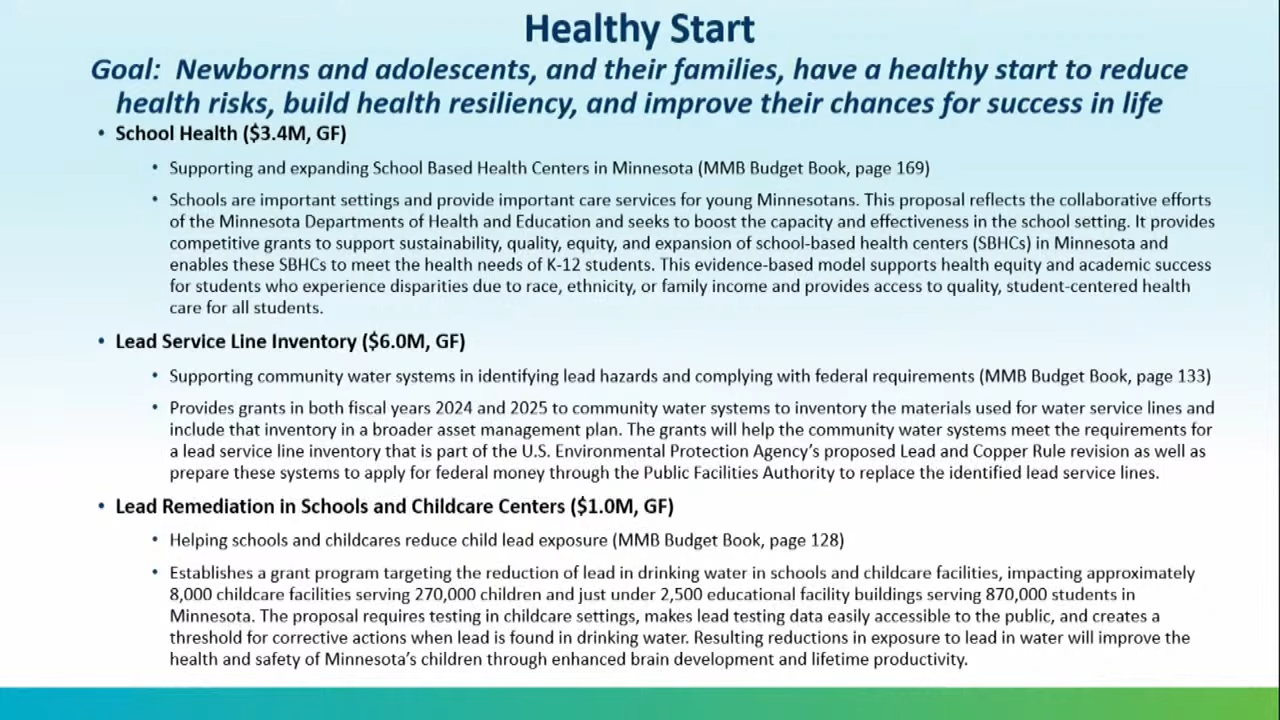 Healthy Start
Goal:  Newborns and adolescents, and their families, have a healthy start to reduce
health risks, build health resiliency, and improve their chances for success in life
• School Health ($3.4M, GF)
• Supporting and expanding School Based Health Centers in Minnesota (MMB Budget Book, page 169)
• Schools are important settings and provide important care services for young Minnesotans. This proposal reflects the collaborative efforts
of the Minnesota Departments of Health and Education and seeks to boost the capacity and effectiveness in the school setting. It provides
competitive grants to support sustainability, quality, equity, and expansion of school-based health centers (SBHCs) in Minnesota and
enables these SBHCs to meet the health needs of K-12 students. This evidence-based model supports health equity and academic success
for students who experience disparities due to race, ethnicity, or family income and provides access to quality, student-centered health
care for all students.
• Lead Service Line Inventory ($6.0M, GF)
• Supporting community water systems in identifying lead hazards and complying with federal requirements (MMB Budget Book, page 133)
• Provides grants in both fiscal years 2024 and 2025 to community water systems to inventory the materials used for water service lines and
include that inventory in a broader asset management plan. The grants will help the community water systems meet the requirements for
a lead service line inventory that is part of the U.S. Environmental Protection Agency's proposed Lead and Copper Rule revision as well as
prepare these systems to apply for federal money through the Public Facilities Authority to replace the identified lead service lines.
• Lead Remediation in Schools and Childcare Centers ($1.0M, GF)
• Helping schools and childcares reduce child lead exposure (MMB Budget Book, page 128)
• Establishes a grant program targeting the reduction of lead in drinking water in schools and childcare facilities, impacting approximately
8,000 childcare facilities serving 270,000 children and just under 2,500 educational facility buildings serving 870,000 students in
Minnesota. The proposal requires testing in childcare settings, makes lead testing data easily accessible to the public, and creates a
threshold for corrective actions when lead is found in drinking water. Resulting reductions in exposure to lead in water will improve the
health and safety of Minnesota's children through enhanced brain development and lifetime productivity.